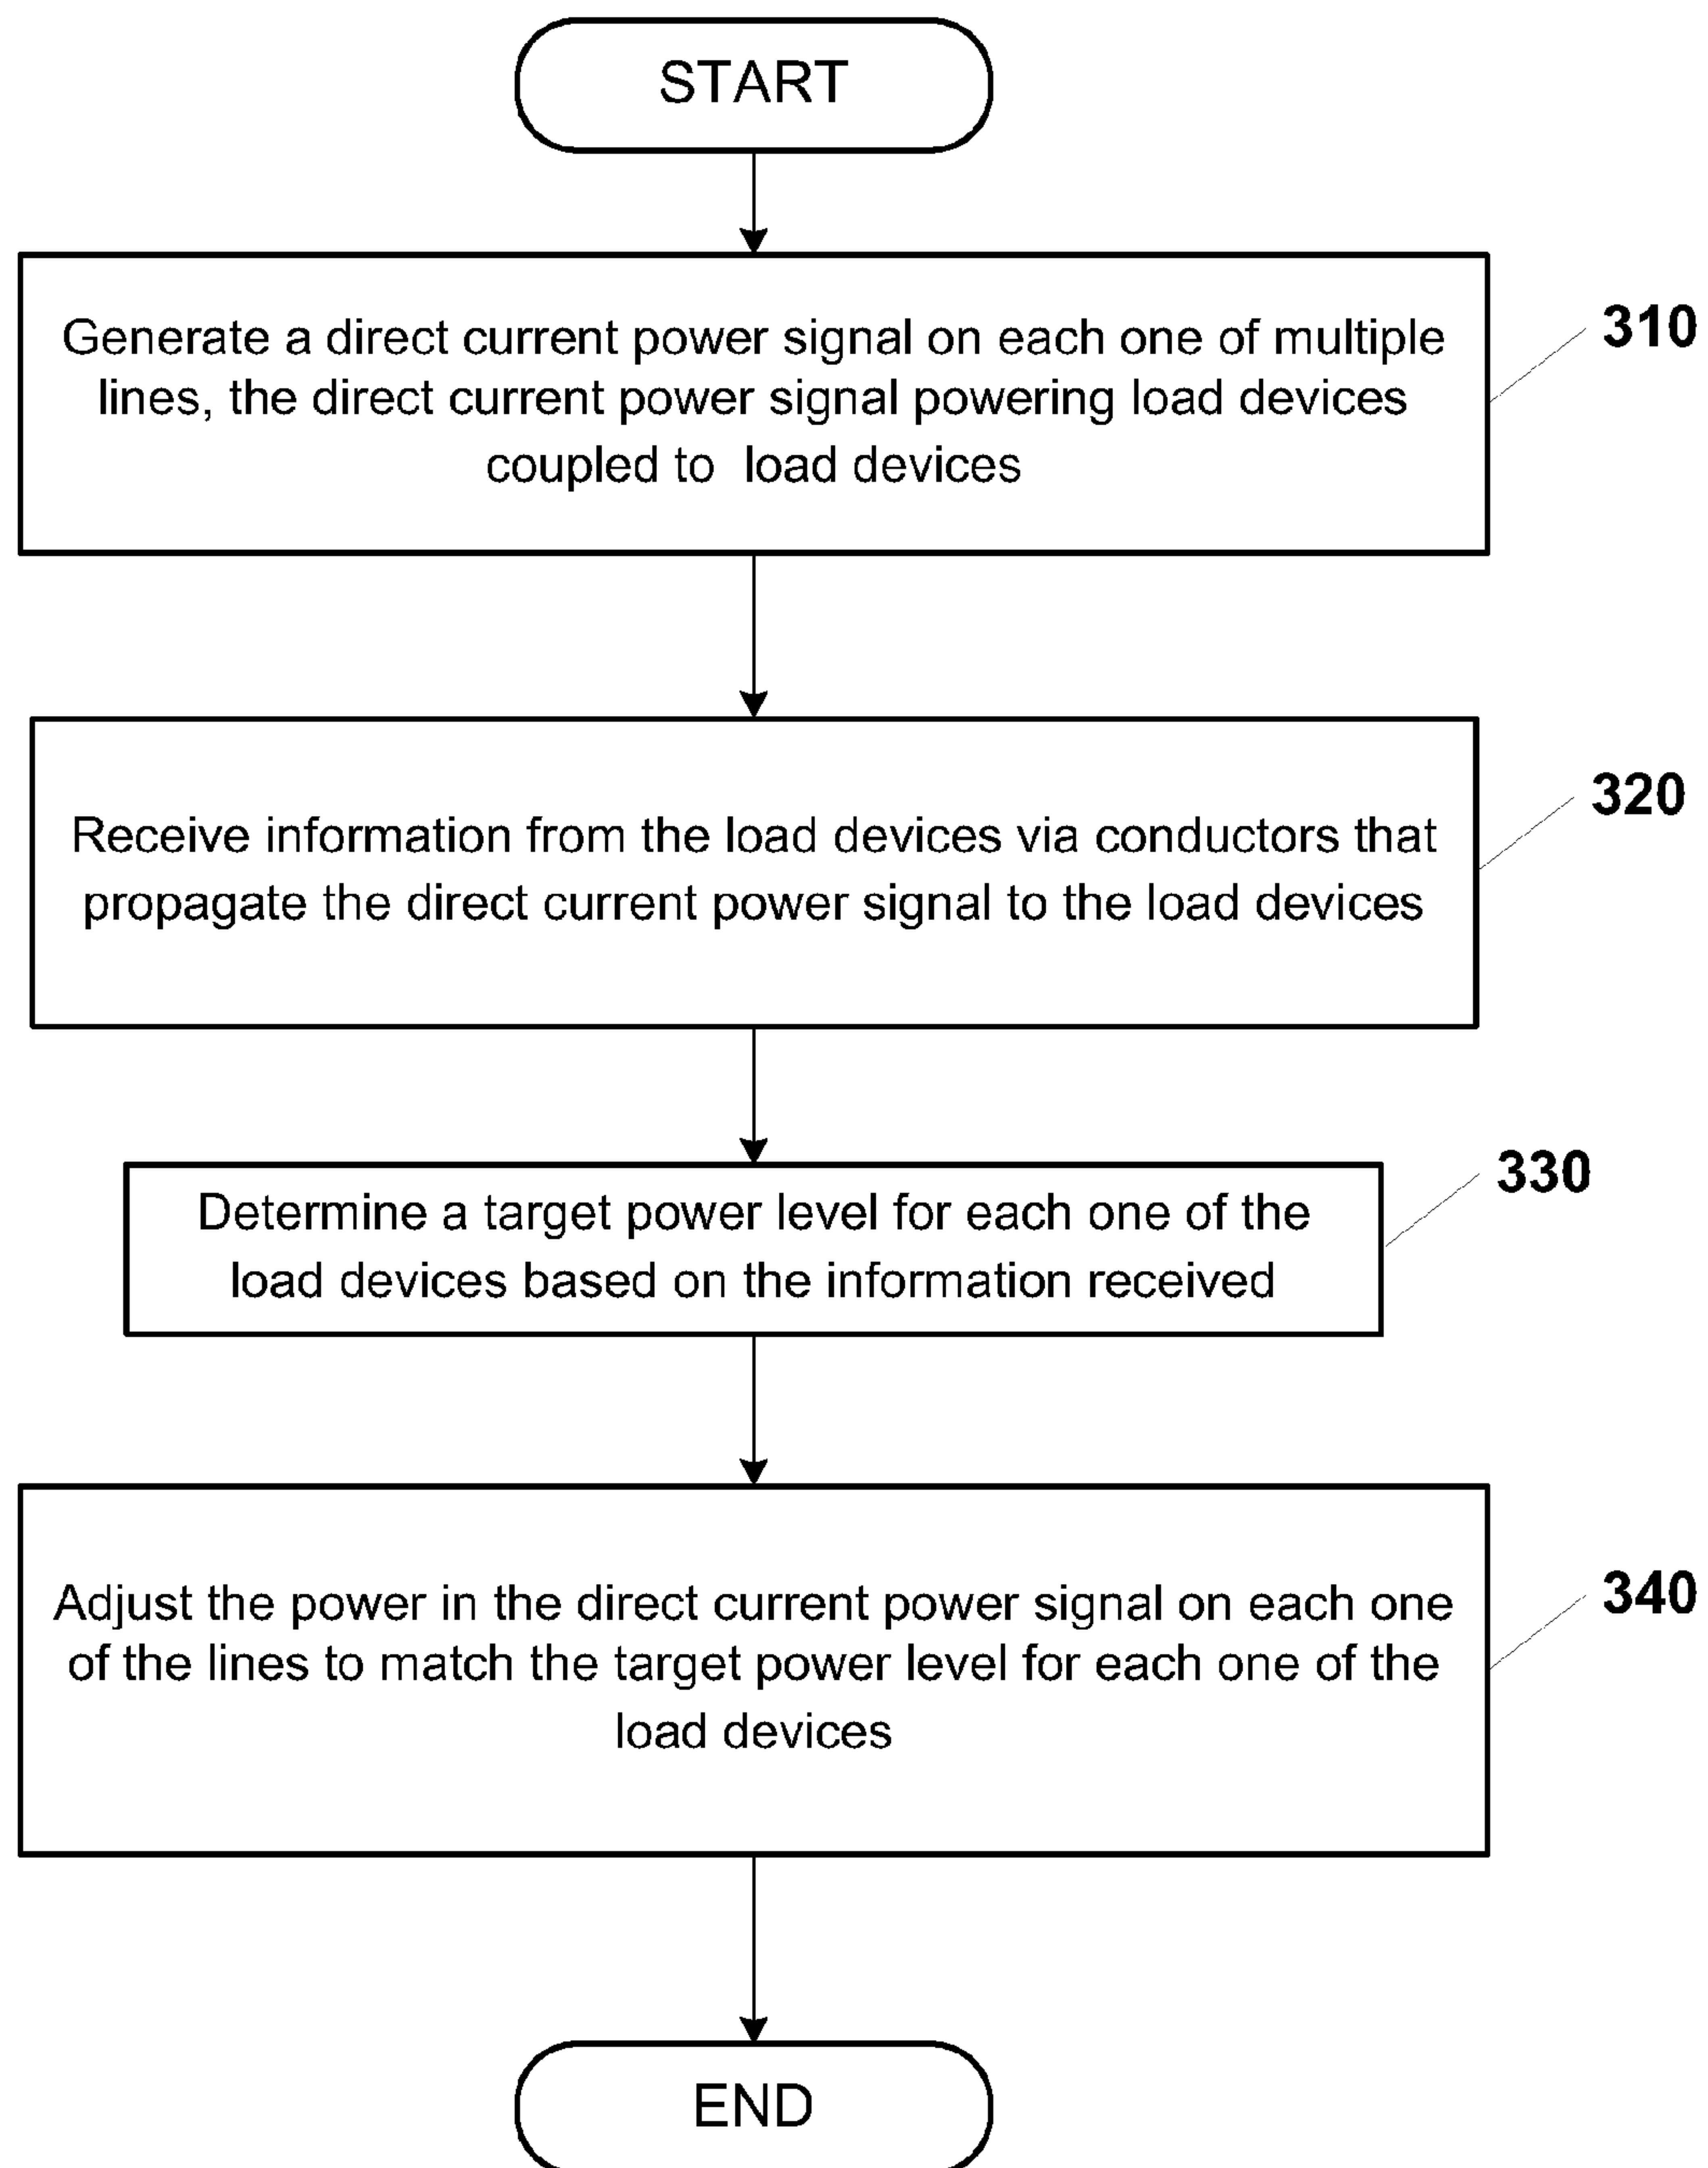 START
Generate a direct current power signal on each one of multiple
lines, the direct current power signal powering load devices
coupled to load devices
310
Receive information from the load devices via conductors that
propagate the direct current power signal to the load devices
320
Determine a target power level for each one of the
load devices based on the information received
330
Adjust the power in the direct current power signal on each one
of the lines to match the target power level for each one of the
load devices
340
END